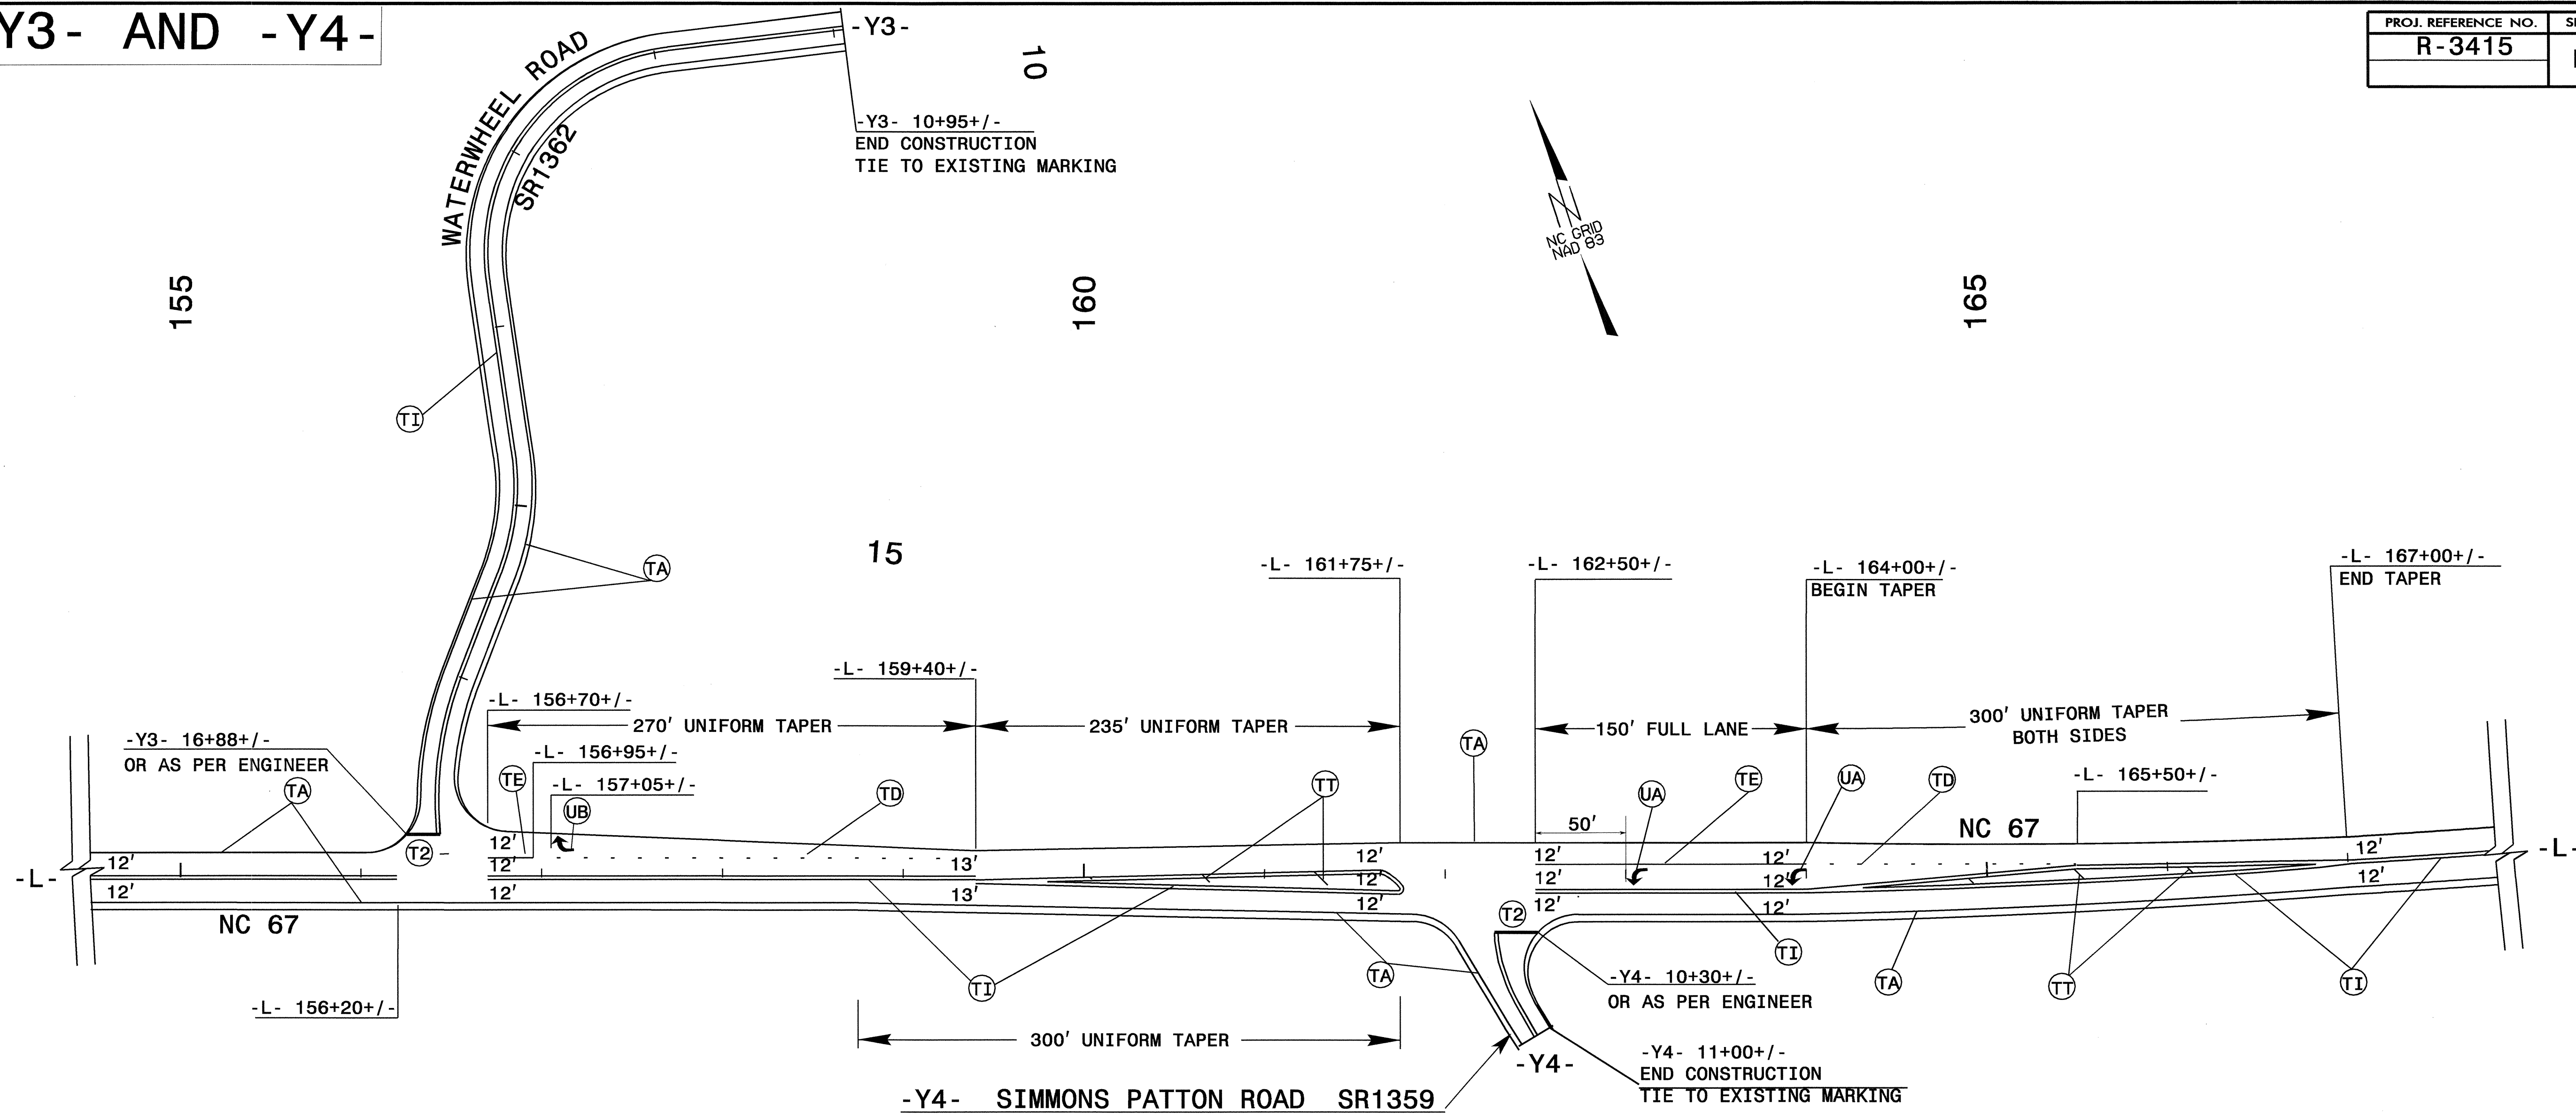 Y3- AND -Y4-
PROJ. REFERENCE NO.
R-3415
-Y3-
10
WATERWHEEL ROAD
SR1362
-Y3- 10+95+/-
END CONSTRUCTION
TIE TO EXISTING MARKING
NC GRID
NAD 83
155
160
165
TI
TA
15
-L- 161+75+/-
-L- 162+50+/-
-L- 164+00+/-
BEGIN TAPER
-L- 167+00+/-
END TAPER
-L- 159+40+/-
-L- 156+70+/-
270' UNIFORM TAPER
235' UNIFORM TAPER
150' FULL LANE
300' UNIFORM TAPER
BOTH SIDES
-Y3- 16+88+/-
OR AS PER ENGINEER
TA
-L- 156+95+/-
-L- 157+05+/-
TE
UB
TD
TT
TA
UA
TE
UA
TD
-L- 165+50+/-
50'
NC 67
T2
-L-
12'
12'
12'
12'
12'
13'
13'
12'
12'
12'
12'
12'
12'
12'
12'
12'
12'
12'
-L-
NC 67
-L- 156+20+/-
TI
TA
T2
TI
TA
TT
TI
-Y4- 10+30+/-
OR AS PER ENGINEER
300' UNIFORM TAPER
-Y4-
-Y4- 11+00+/-
END CONSTRUCTION
TIE TO EXISTING MARKING
-Y4- SIMMONS PATTON ROAD SR1359